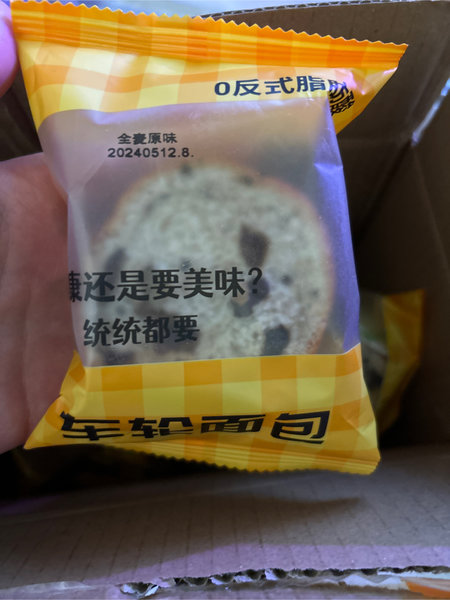 0反式脂肪
全麦原味
20240512.8.
康还是要美味？
统统都要
车轮面包